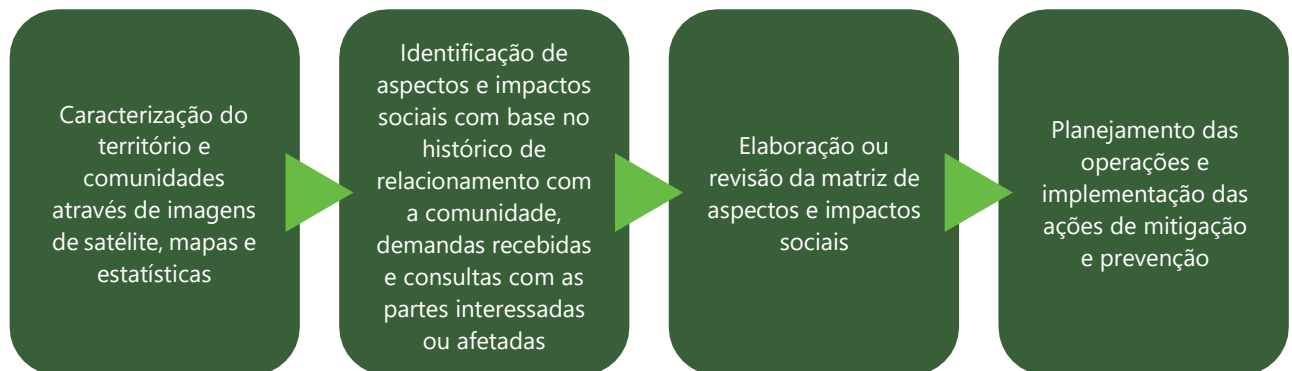 Caracterização do
território e
comunidades
através de imagens
de satélite, mapas e
estatísticas
Identificação de
aspectos e impactos
sociais com base no
histórico de
relacionamento com
a comunidade,
demandas recebidas
e consultas com as
partes interessadas
ou afetadas
Elaboração ou
revisão da matriz de
aspectos e impactos
sociais
Planejamento das
operações e
implementação das
ações de mitigação
e prevenção